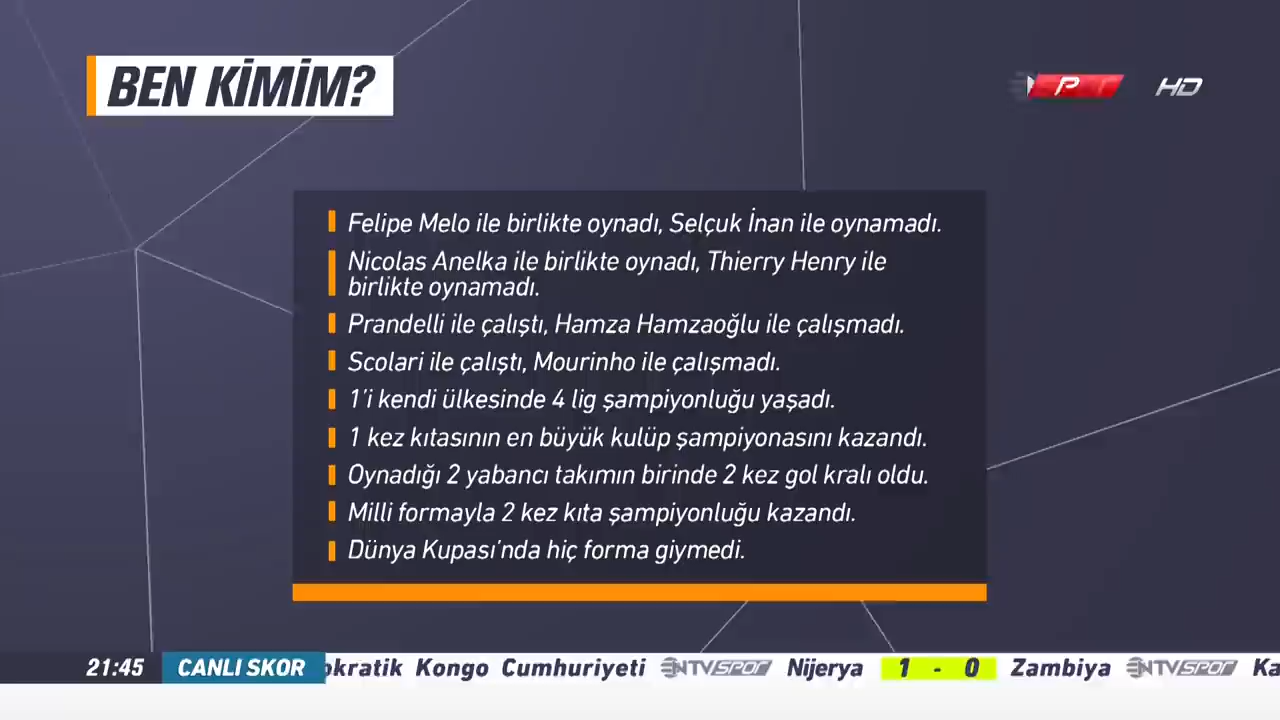 BEN KİMİM?
HD
Felipe Melo ile birlikte oynadı, Selçuk İnan ile oynamadı.
Nicolas Anelka ile birlikte oynadı, Thierry Henry ile
birlikte oynamadı.
Prandelli ile çalıştı, Hamza Hamzaoğlu ile çalışmadı.
Scolari ile çalıştı, Mourinho ile çalışmadı.
1'i kendi ülkesinde 4 lig şampiyonluğu yaşadı.
1 kez kıtasının en büyük kulüp şampiyonasını kazandı.
Oynadığı 2 yabancı takımın birinde 2 kez gol kralı oldu.
Milli formayla 2 kez kıta şampiyonluğu kazandı.
Dünya Kupası'nda hiç forma giymedi.
21:45 CANLI SKOR okratik Kongo Cumhuriyeti NTVSPOR Nijerya 1 - 0 Zambiya NTVSPOR Ka